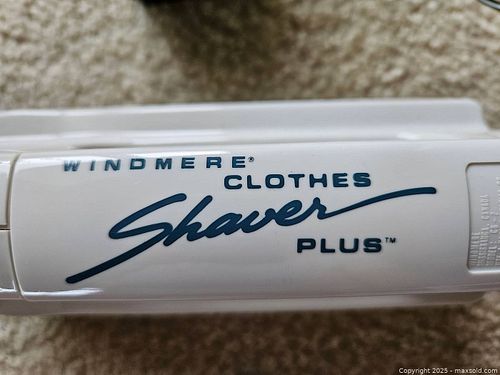 WINDMERE®
CLOTHES
Shaver
PLUS™
Copyright 2025 - maxsold.com